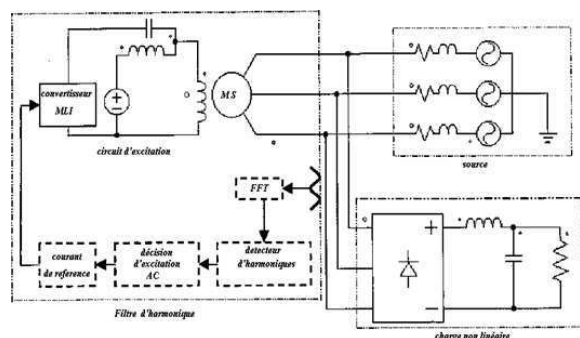 convertisseur
MLI
MS
circuit d'excitation
source
FFT
courant
de reference
décision
d'excitation
AC
detecteur
d'harmoniques
Filtre d'harmonique
charge non linéaire